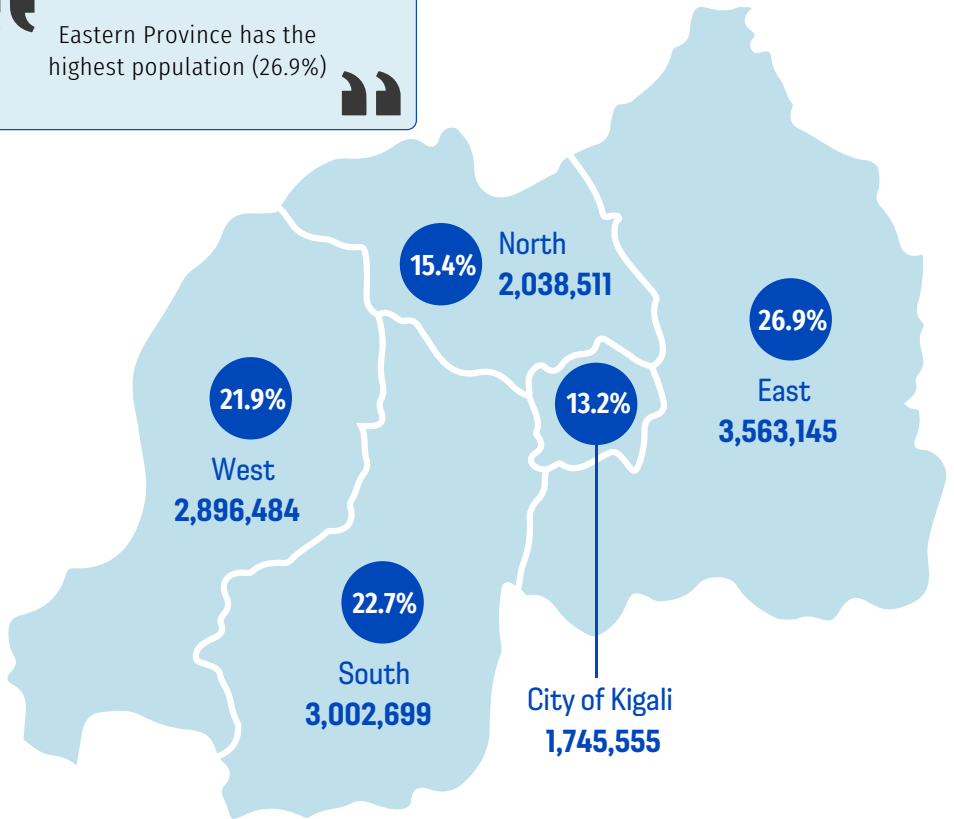 Eastern Province has the
highest population (26.9%)
15.4%
North
2,038,511
26.9%
East
3,563,145
21.9%
West
2,896,484
13.2%
22.7%
South
3,002,699
City of Kigali
1,745,555